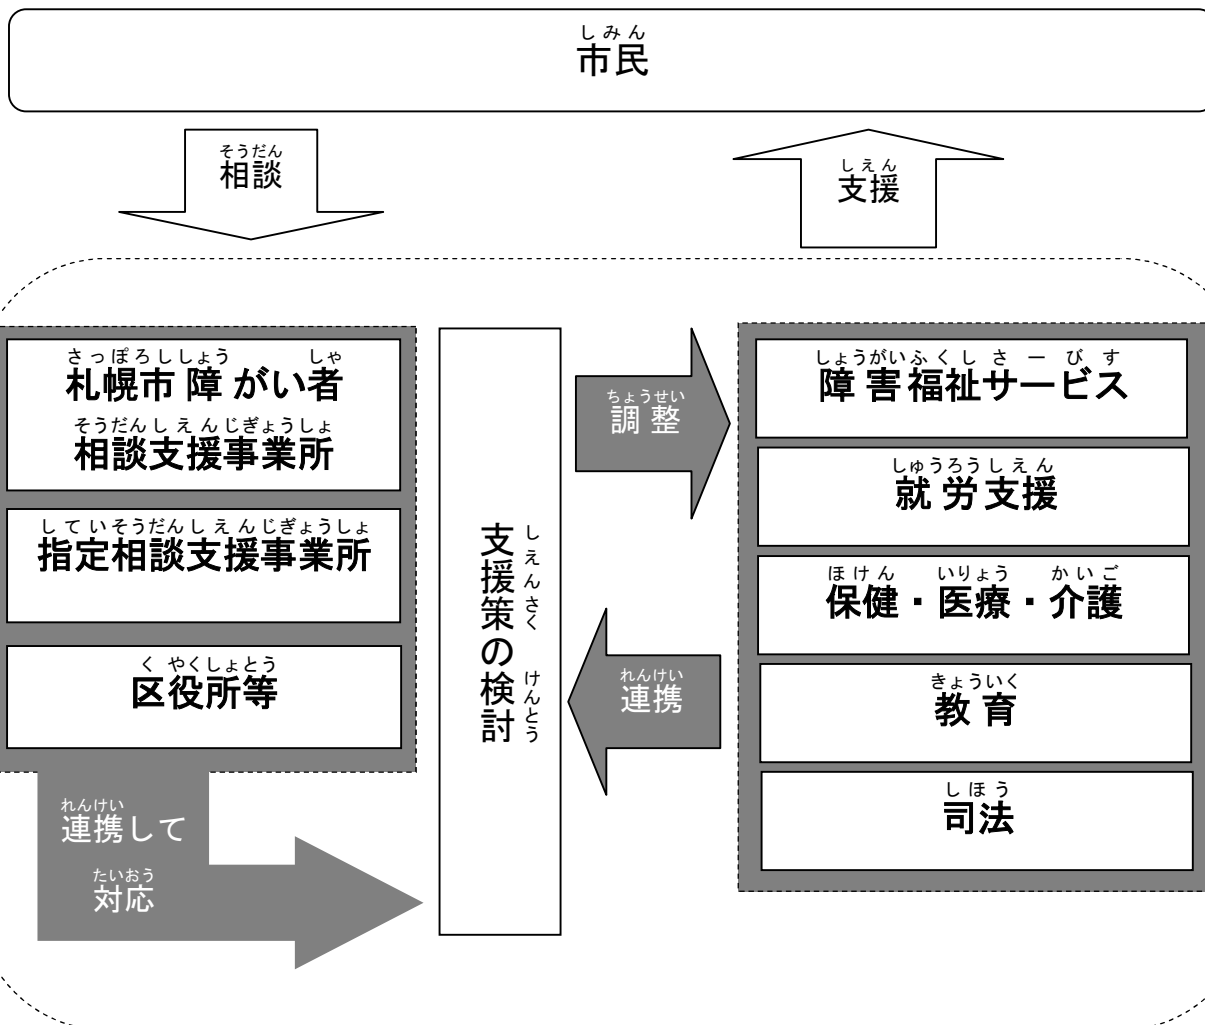 しみん
市民
そうだん
相談
しえん
支援
さっぽろししょう しゃ
札幌市障がい者
そうだんしえんじぎょうしょ
相談支援事業所
していそうだんしえんじぎょうしょ
指定相談支援事業所
くやくしょとう
区役所等
れんけい
連携して
たいおう
対応
しえんさく けんとう
支援策の検討
ちょうせい
調整
れんけい
連携
しょうがいふくしさーびす
障害福祉サービス
しゅうろうしえん
就労支援
ほけん いりょう かいご
保健・医療・介護
きょういく
教育
しほう
司法